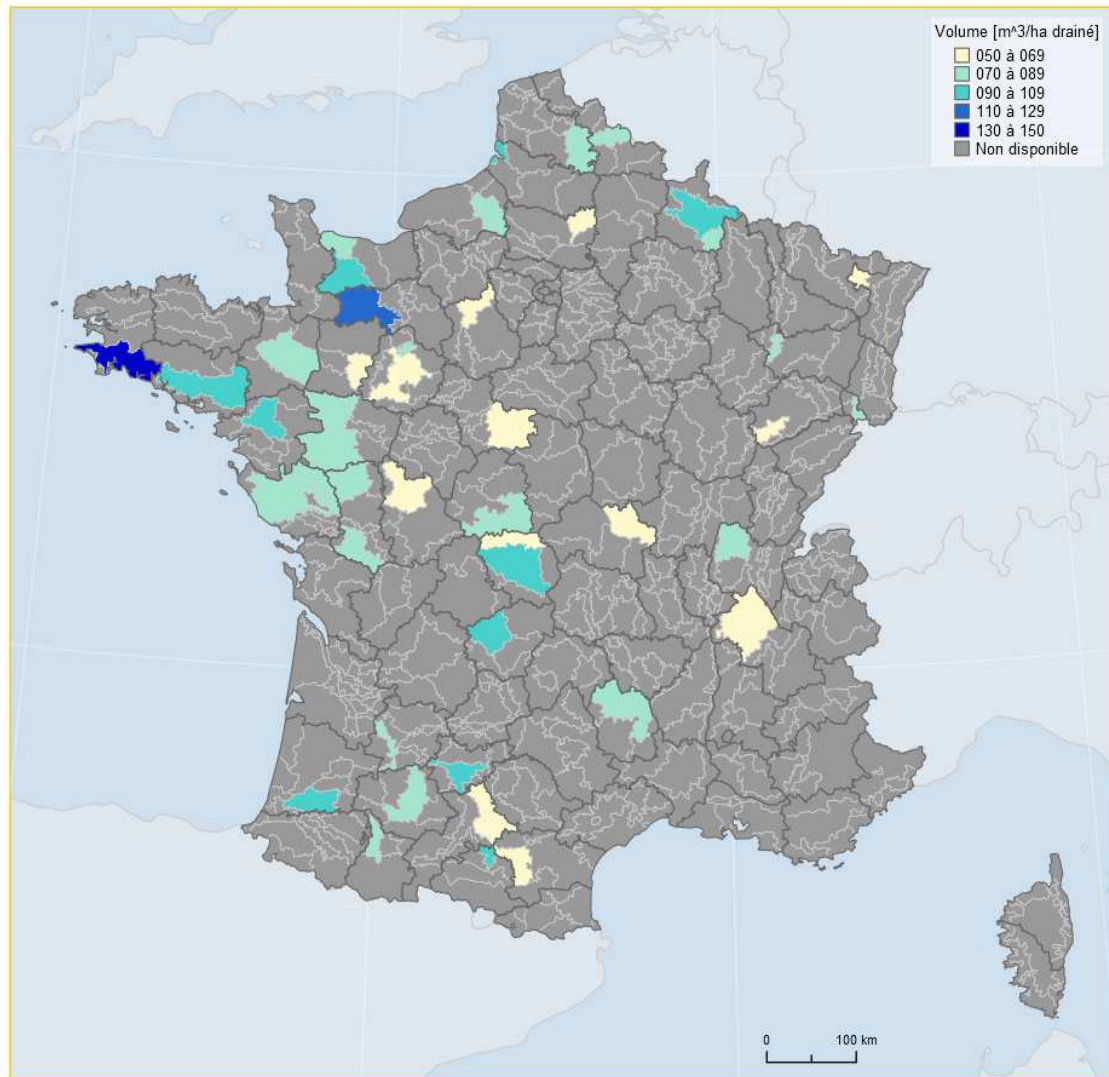 Volume [m^3/ha drainé]
050 à 069
070 à 089
090 à 109
110 à 129
130 à 150
Non disponible
0 100 km